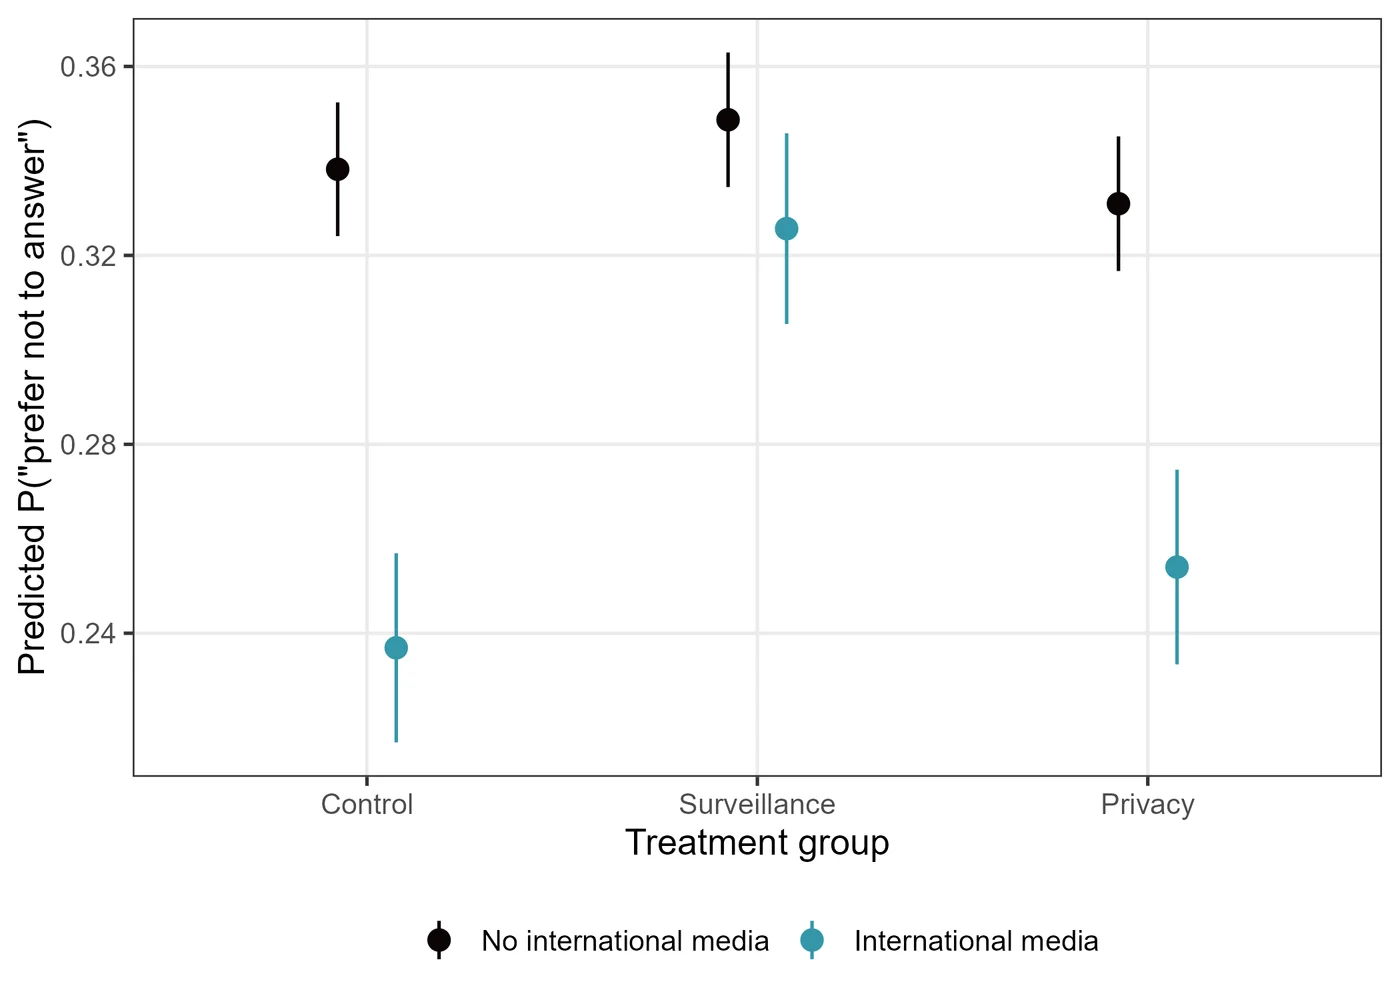 Predicted P("prefer not to answer")
0.36
0.32
0.28
0.24
Control Surveillance Privacy
Treatment group
No international media International media